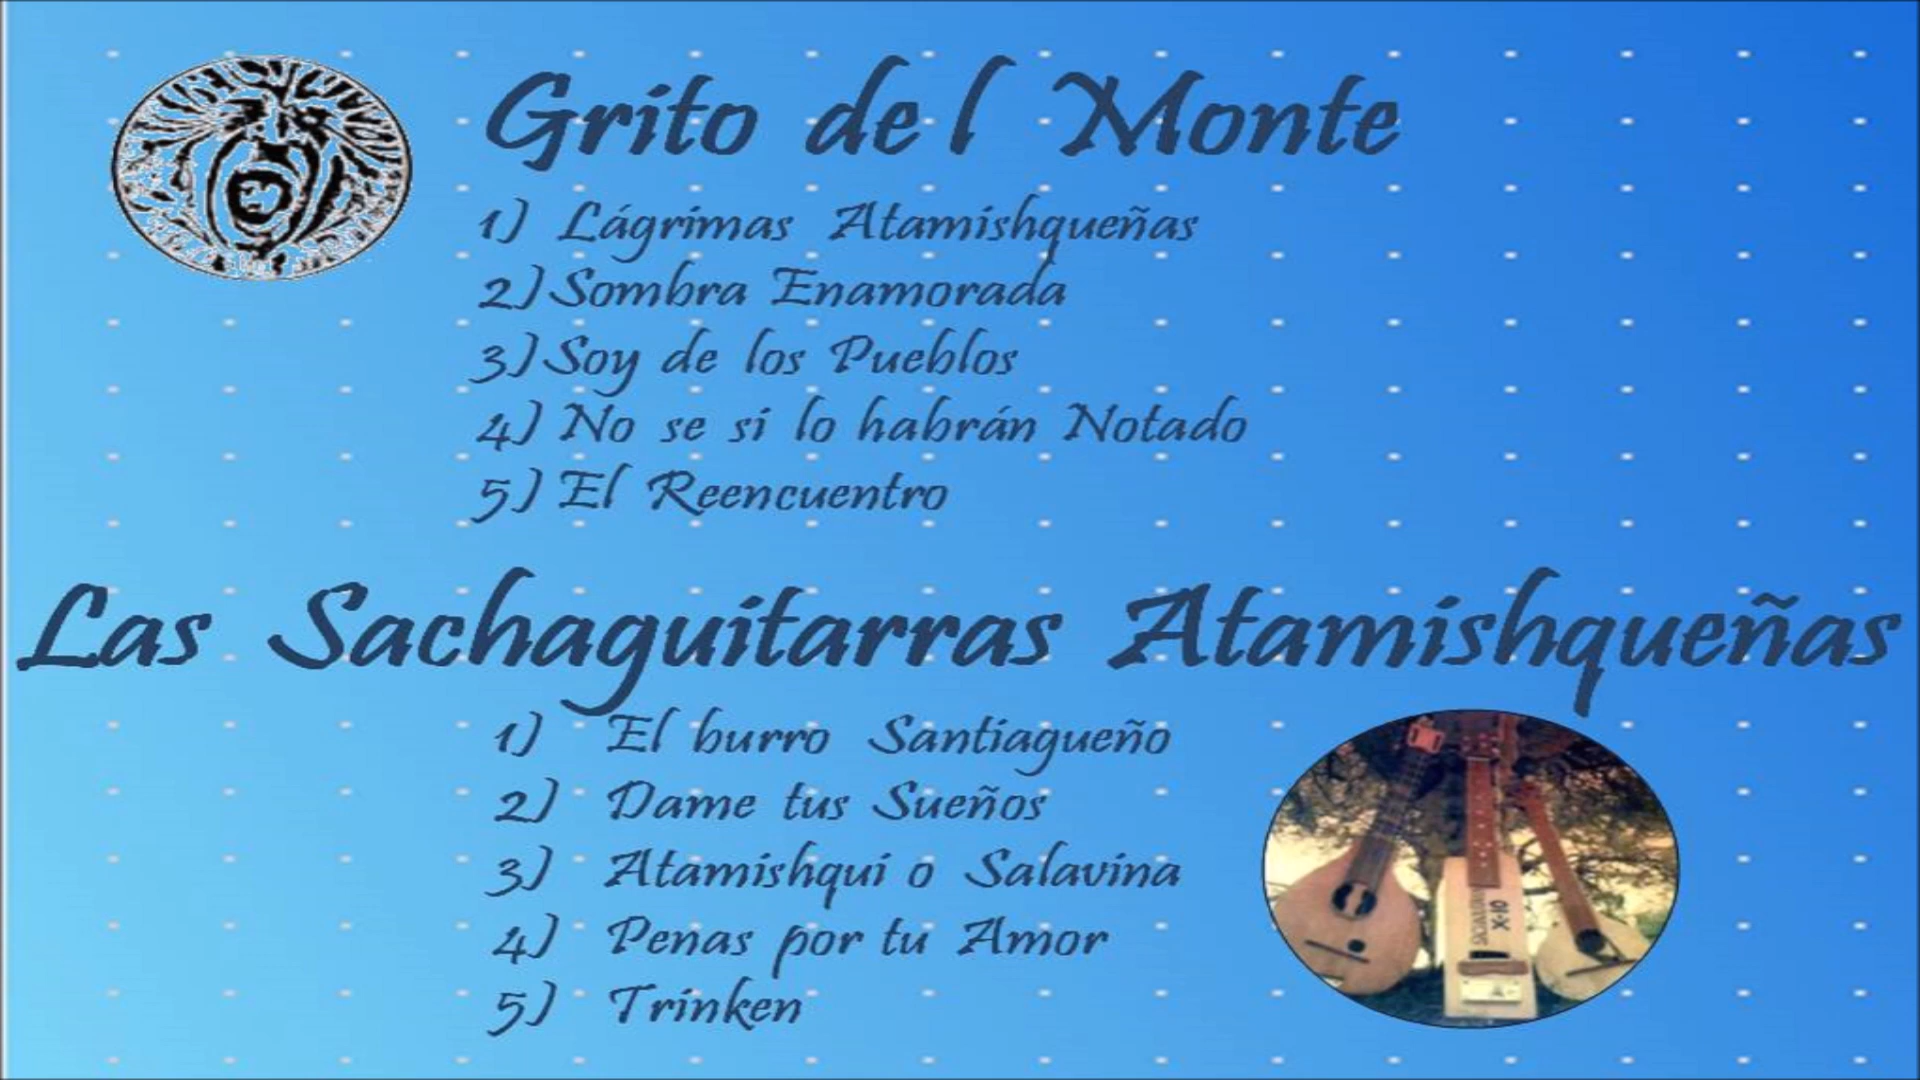 Grito del Monte
1) Lágrimas Atamishqueñas
2) Sombra Enamorada
3) Soy de los Pueblos
4) No se si lo habrán Notado
5) El Reencuentro
Las Sachaguitarras Atamishqueñas
1) El burro Santiagueño
2) Dame tus Sueños
3) Atamishqui o Salavina
4) Penas por tu Amor
5) Trinken
X-10